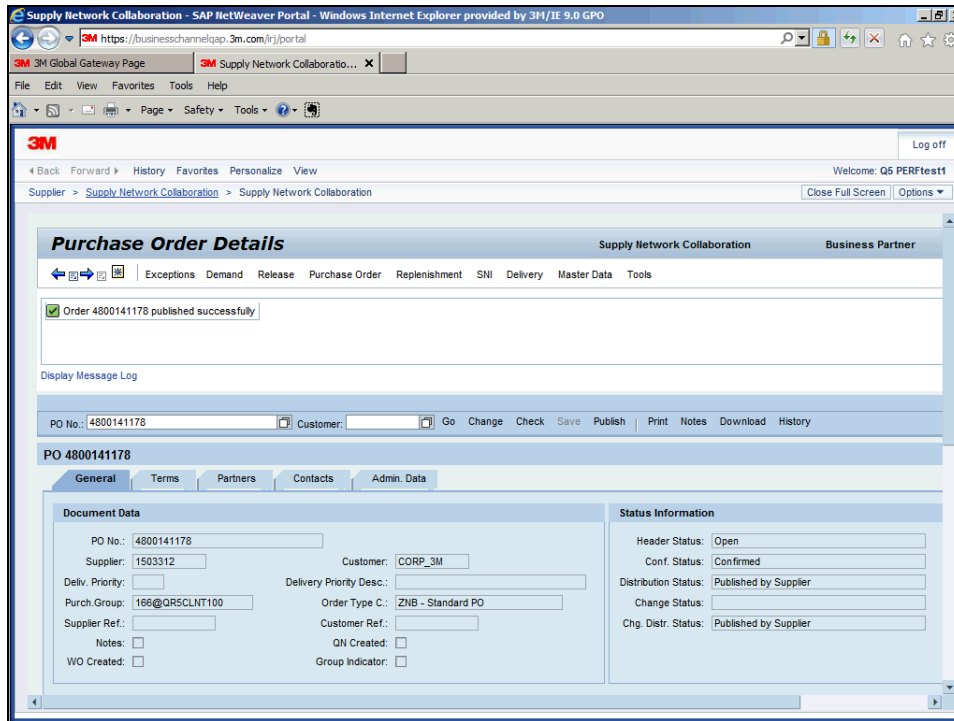 Supply Network Collaboration - SAP NetWeaver Portal - Windows Internet Explorer provided by 3M/IE 9.0 GPO
3M https://businesschannelqap.3m.com/irj/portal
3M 3M Global Gateway Page 3M Supply Network Collaboratio... X
File Edit View Favorites Tools Help
Page Safety Tools
3M Log off
Back Forward History Favorites Personalize View Welcome: Q5 PERFtest1
Supplier > Supply Network Collaboration > Supply Network Collaboration Close Full Screen Options
Purchase Order Details Supply Network Collaboration Business Partner
Exceptions Demand Release Purchase Order Replenishment SNI Delivery Master Data Tools
Order 4800141178 published successfully
Display Message Log
PO No.: 4800141178 Customer: Go Change Check Save Publish Print Notes Download History
PO 4800141178
General Terms Partners Contacts Admin. Data
Document Data Status Information
PO No.: 4800141178 Header Status: Open
Supplier: 1503312 Customer: CORP_3M Conf. Status: Confirmed
Deliv. Priority: Delivery Priority Desc.: Distribution Status: Published by Supplier
Purch.Group: 166@QR5CLNT100 Order Type C.: ZNB - Standard PO Change Status:
Supplier Ref.: Customer Ref.: Chg. Distr. Status: Published by Supplier
Notes: QN Created:
WO Created: Group Indicator: